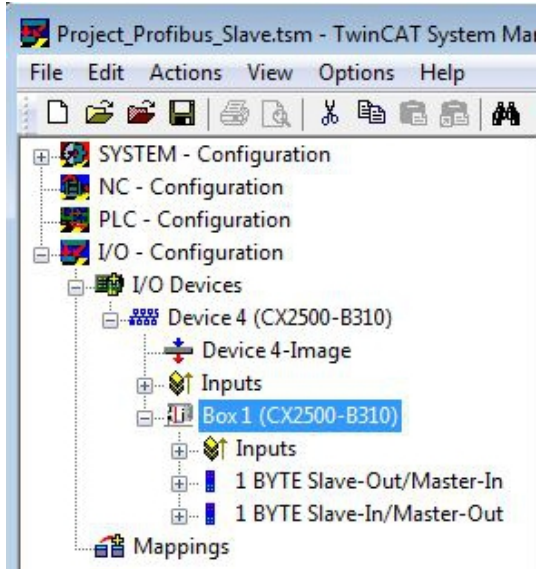 Project_Profibus_Slave.tsm - TwinCAT System Mar
File Edit Actions View Options Help
SYSTEM - Configuration
NC - Configuration
PLC - Configuration
I/O - Configuration
I/O Devices
Device 4 (CX2500-B310)
Device 4-Image
Inputs
Box 1 (CX2500-B310)
Inputs
1 BYTE Slave-Out/Master-In
1 BYTE Slave-In/Master-Out
Mappings